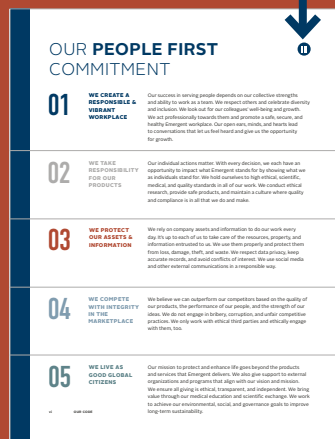 OUR PEOPLE FIRST
COMMITMENT
01
WE CREATE A
RESPONSIBLE &
VIBRANT
WORKPLACE
Our success in serving people depends on our collective strengths
and ability to work as a team. We respect others and celebrate diversity
and inclusion. We look out for our colleagues' well-being and growth.
We act professionally towards them and promote a safe, secure, and
healthy Emergent workplace. Our open ears, minds, and hearts lead
to conversations that let us feel heard and give us the opportunity
for growth.
02
WE TAKE
RESPONSIBILITY
FOR OUR
PRODUCTS
Our individual actions matter. With every decision, we each have an
opportunity to impact what Emergent stands for by showing what we
as individuals stand for. We hold ourselves to high ethical, scientific,
medical, and quality standards in all of our work. We conduct ethical
research, provide safe products, and maintain a culture where quality
and compliance is in all that we do and make.
03
WE PROTECT
OUR ASSETS &
INFORMATION
We rely on company assets and information to do our work every
day. It's up to each of us to take care of the resources, property, and
information entrusted to us. We use them properly and protect them
from loss, damage, theft, and waste. We respect data privacy, keep
accurate records, and avoid conflicts of interest. We use social media
and other external communications in a responsible way.
04
WE COMPETE
WITH INTEGRITY
IN THE
MARKETPLACE
We believe we can outperform our competitors based on the quality of
our products, the performance of our people, and the strength of our
ideas. We do not engage in bribery, corruption, and unfair competitive
practices. We only work with ethical third parties and ethically engage
with them, too.
05
WE LIVE AS
GOOD GLOBAL
CITIZENS
Our mission to protect and enhance life goes beyond the products
and services that Emergent delivers. We also give support to external
organizations and programs that align with our vision and mission.
We ensure all giving is ethical, transparent, and independent. We bring
value through our medical education and scientific exchange. We work
to achieve our environmental, social, and governance goals to improve
long-term sustainability.
OUR CODE